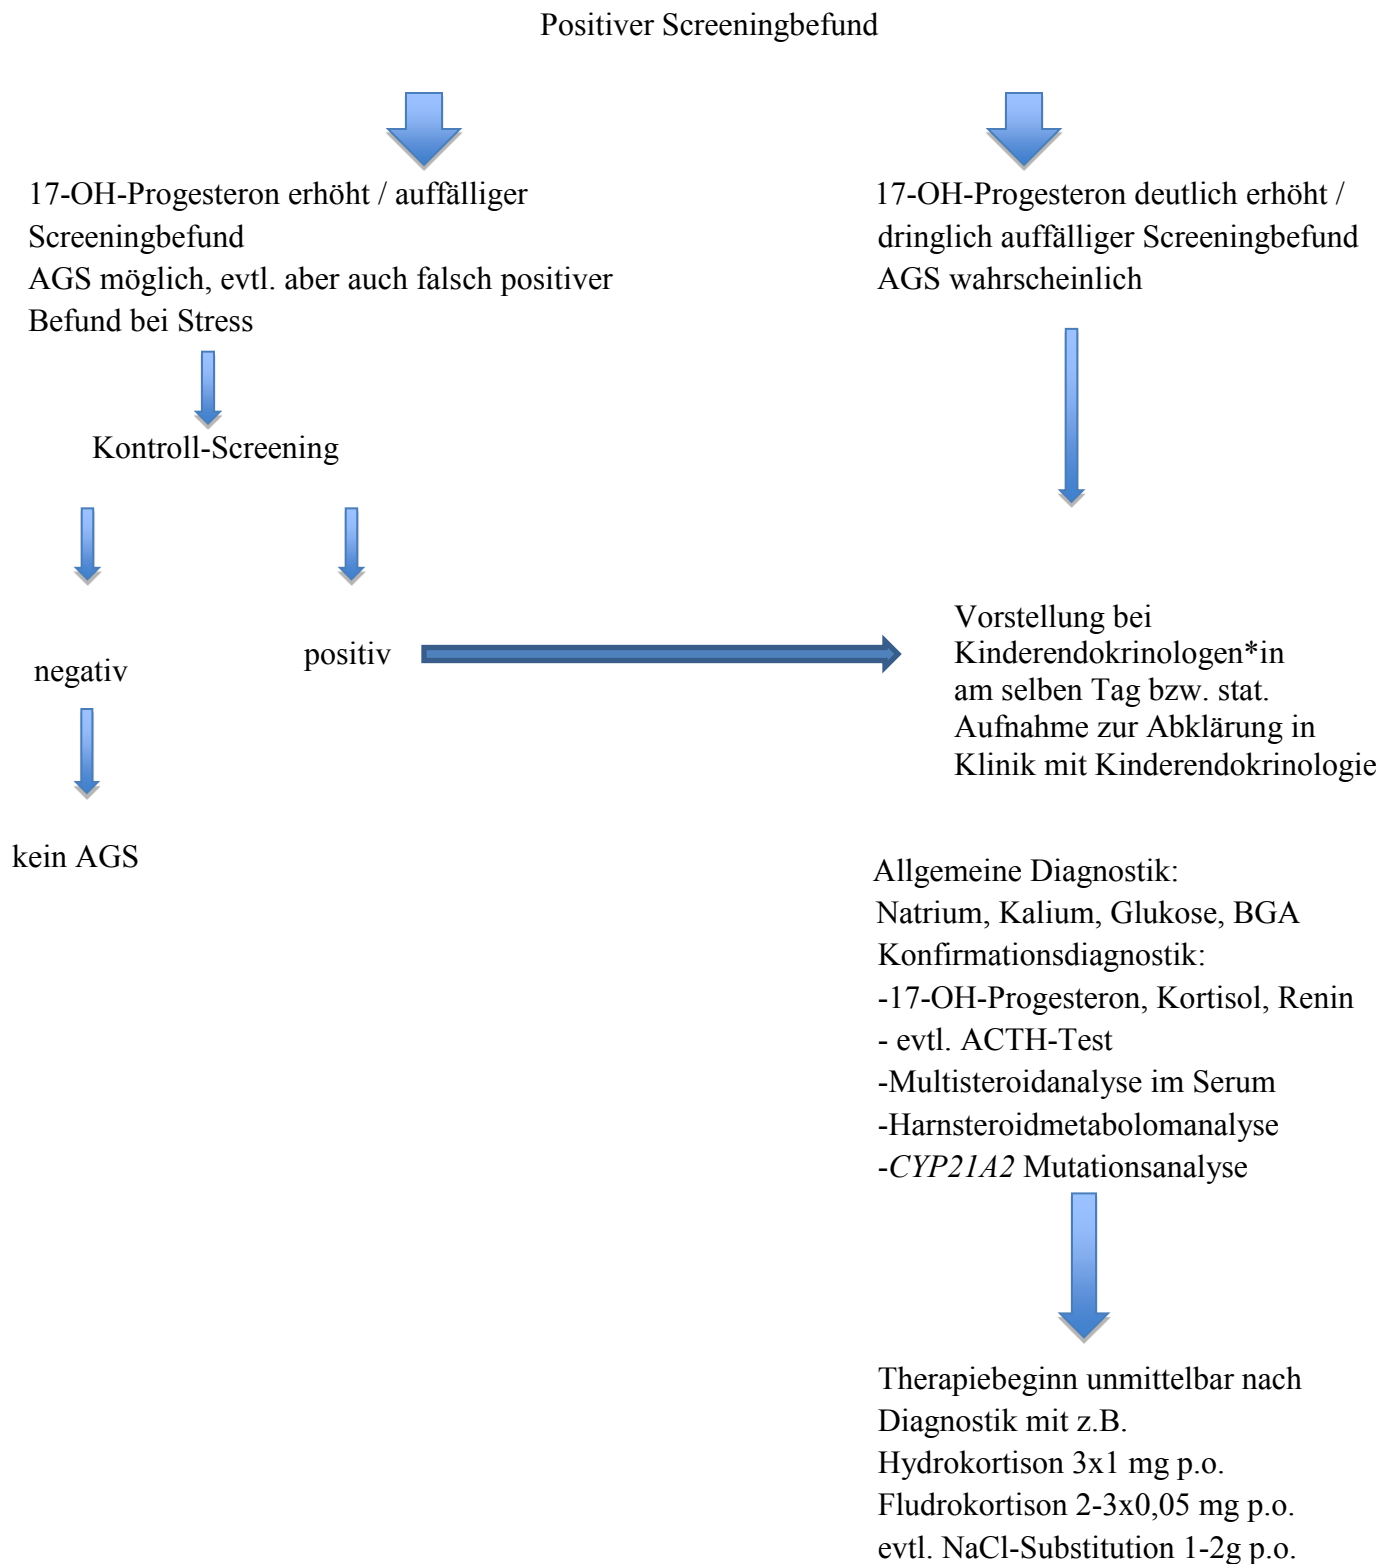 Positiver Screeningbefund
17-OH-Progesteron erhöht / auffälliger
Screeningbefund
AGS möglich, evtl. aber auch falsch positiver
Befund bei Stress
17-OH-Progesteron deutlich erhöht /
dringlich auffälliger Screeningbefund
AGS wahrscheinlich
Kontroll-Screening
negativ
positiv
Vorstellung bei
Kinderendokrinologen*in
am selben Tag bzw. stat.
Aufnahme zur Abklärung in
Klinik mit Kinderendokrinologie
kein AGS
Allgemeine Diagnostik:
Natrium, Kalium, Glukose, BGA
Konfirmationsdiagnostik:
-17-OH-Progesteron, Kortisol, Renin
- evtl. ACTH-Test
-Multisteroidanalyse im Serum
-Harnsteroidmetabolomanalyse
-CYP21A2 Mutationsanalyse
Therapiebeginn unmittelbar nach
Diagnostik mit z.B.
Hydrokortison 3x1 mg p.o.
Fludrokortison 2-3x0,05 mg p.o.
evtl. NaCl-Substitution 1-2g p.o.